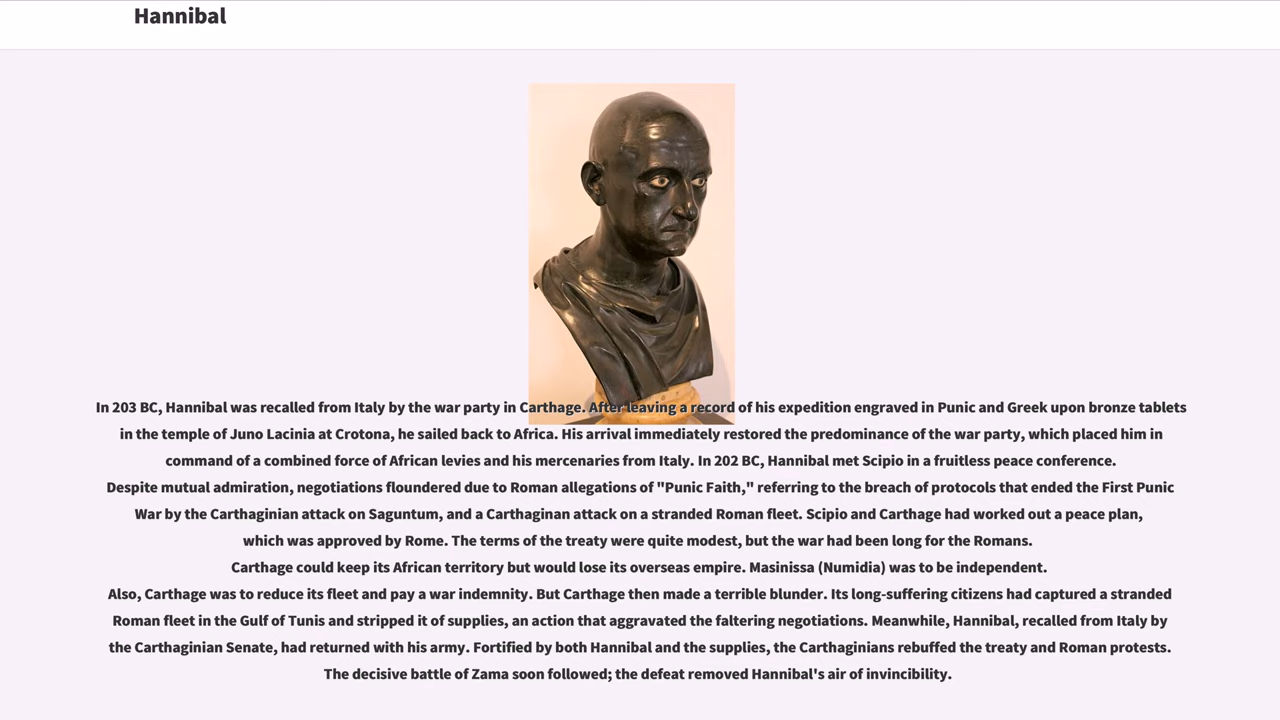 Hannibal
In 203 BC, Hannibal was recalled from Italy by the war party in Carthage. After leaving a record of his expedition engraved in Punic and Greek upon bronze tablets
in the temple of Juno Lacinia at Crotona, he sailed back to Africa. His arrival immediately restored the predominance of the war party, which placed him in
command of a combined force of African levies and his mercenaries from Italy. In 202 BC, Hannibal met Scipio in a fruitless peace conference.
Despite mutual admiration, negotiations floundered due to Roman allegations of "Punic Faith," referring to the breach of protocols that ended the First Punic
War by the Carthaginian attack on Saguntum, and a Carthaginan attack on a stranded Roman fleet. Scipio and Carthage had worked out a peace plan,
which was approved by Rome. The terms of the treaty were quite modest, but the war had been long for the Romans.
Carthage could keep its African territory but would lose its overseas empire. Masinissa (Numidia) was to be independent.
Also, Carthage was to reduce its fleet and pay a war indemnity. But Carthage then made a terrible blunder. Its long-suffering citizens had captured a stranded
Roman fleet in the Gulf of Tunis and stripped it of supplies, an action that aggravated the faltering negotiations. Meanwhile, Hannibal, recalled from Italy by
the Carthaginian Senate, had returned with his army. Fortified by both Hannibal and the supplies, the Carthaginians rebuffed the treaty and Roman protests.
The decisive battle of Zama soon followed; the defeat removed Hannibal's air of invincibility.